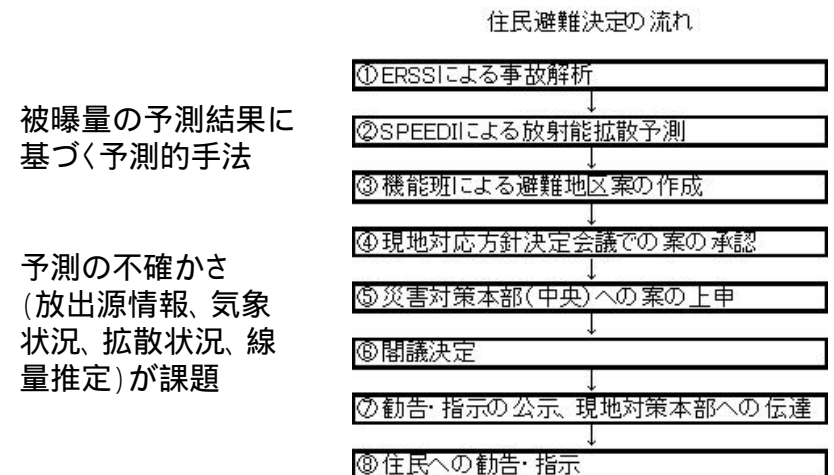 住民避難決定の流れ
被曝量の予測結果に
基づく予測的手法
予測の不確かさ
(放出源情報、気象
状況、拡散状況、線
量推定)が課題
①ERSSによる事故解析
↓
②SPEEDIによる放射能拡散予測
↓
③機能班による避難地区案の作成
↓
④現地対応方針決定会議での案の承認
↓
⑤災害対策本部(中央)への案の上申
↓
⑥閣議決定
↓
⑦勧告・指示の公示、現地対策本部への伝達
↓
⑧住民への勧告・指示